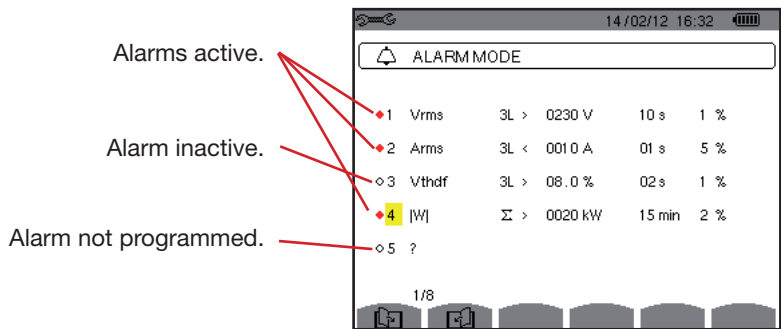 14/02/12 16:32
ALARM MODE
Alarms active.
1 Vrms 3L > 0230 V 10 s 1 %
2 Arms 3L < 0010 A 01 s 5 %
Alarm inactive.
3 Vthdf 3L > 08.0 % 02 s 1 %
4 |W| Σ > 0020 kW 15 min 2 %
Alarm not programmed.
5 ?
1/8